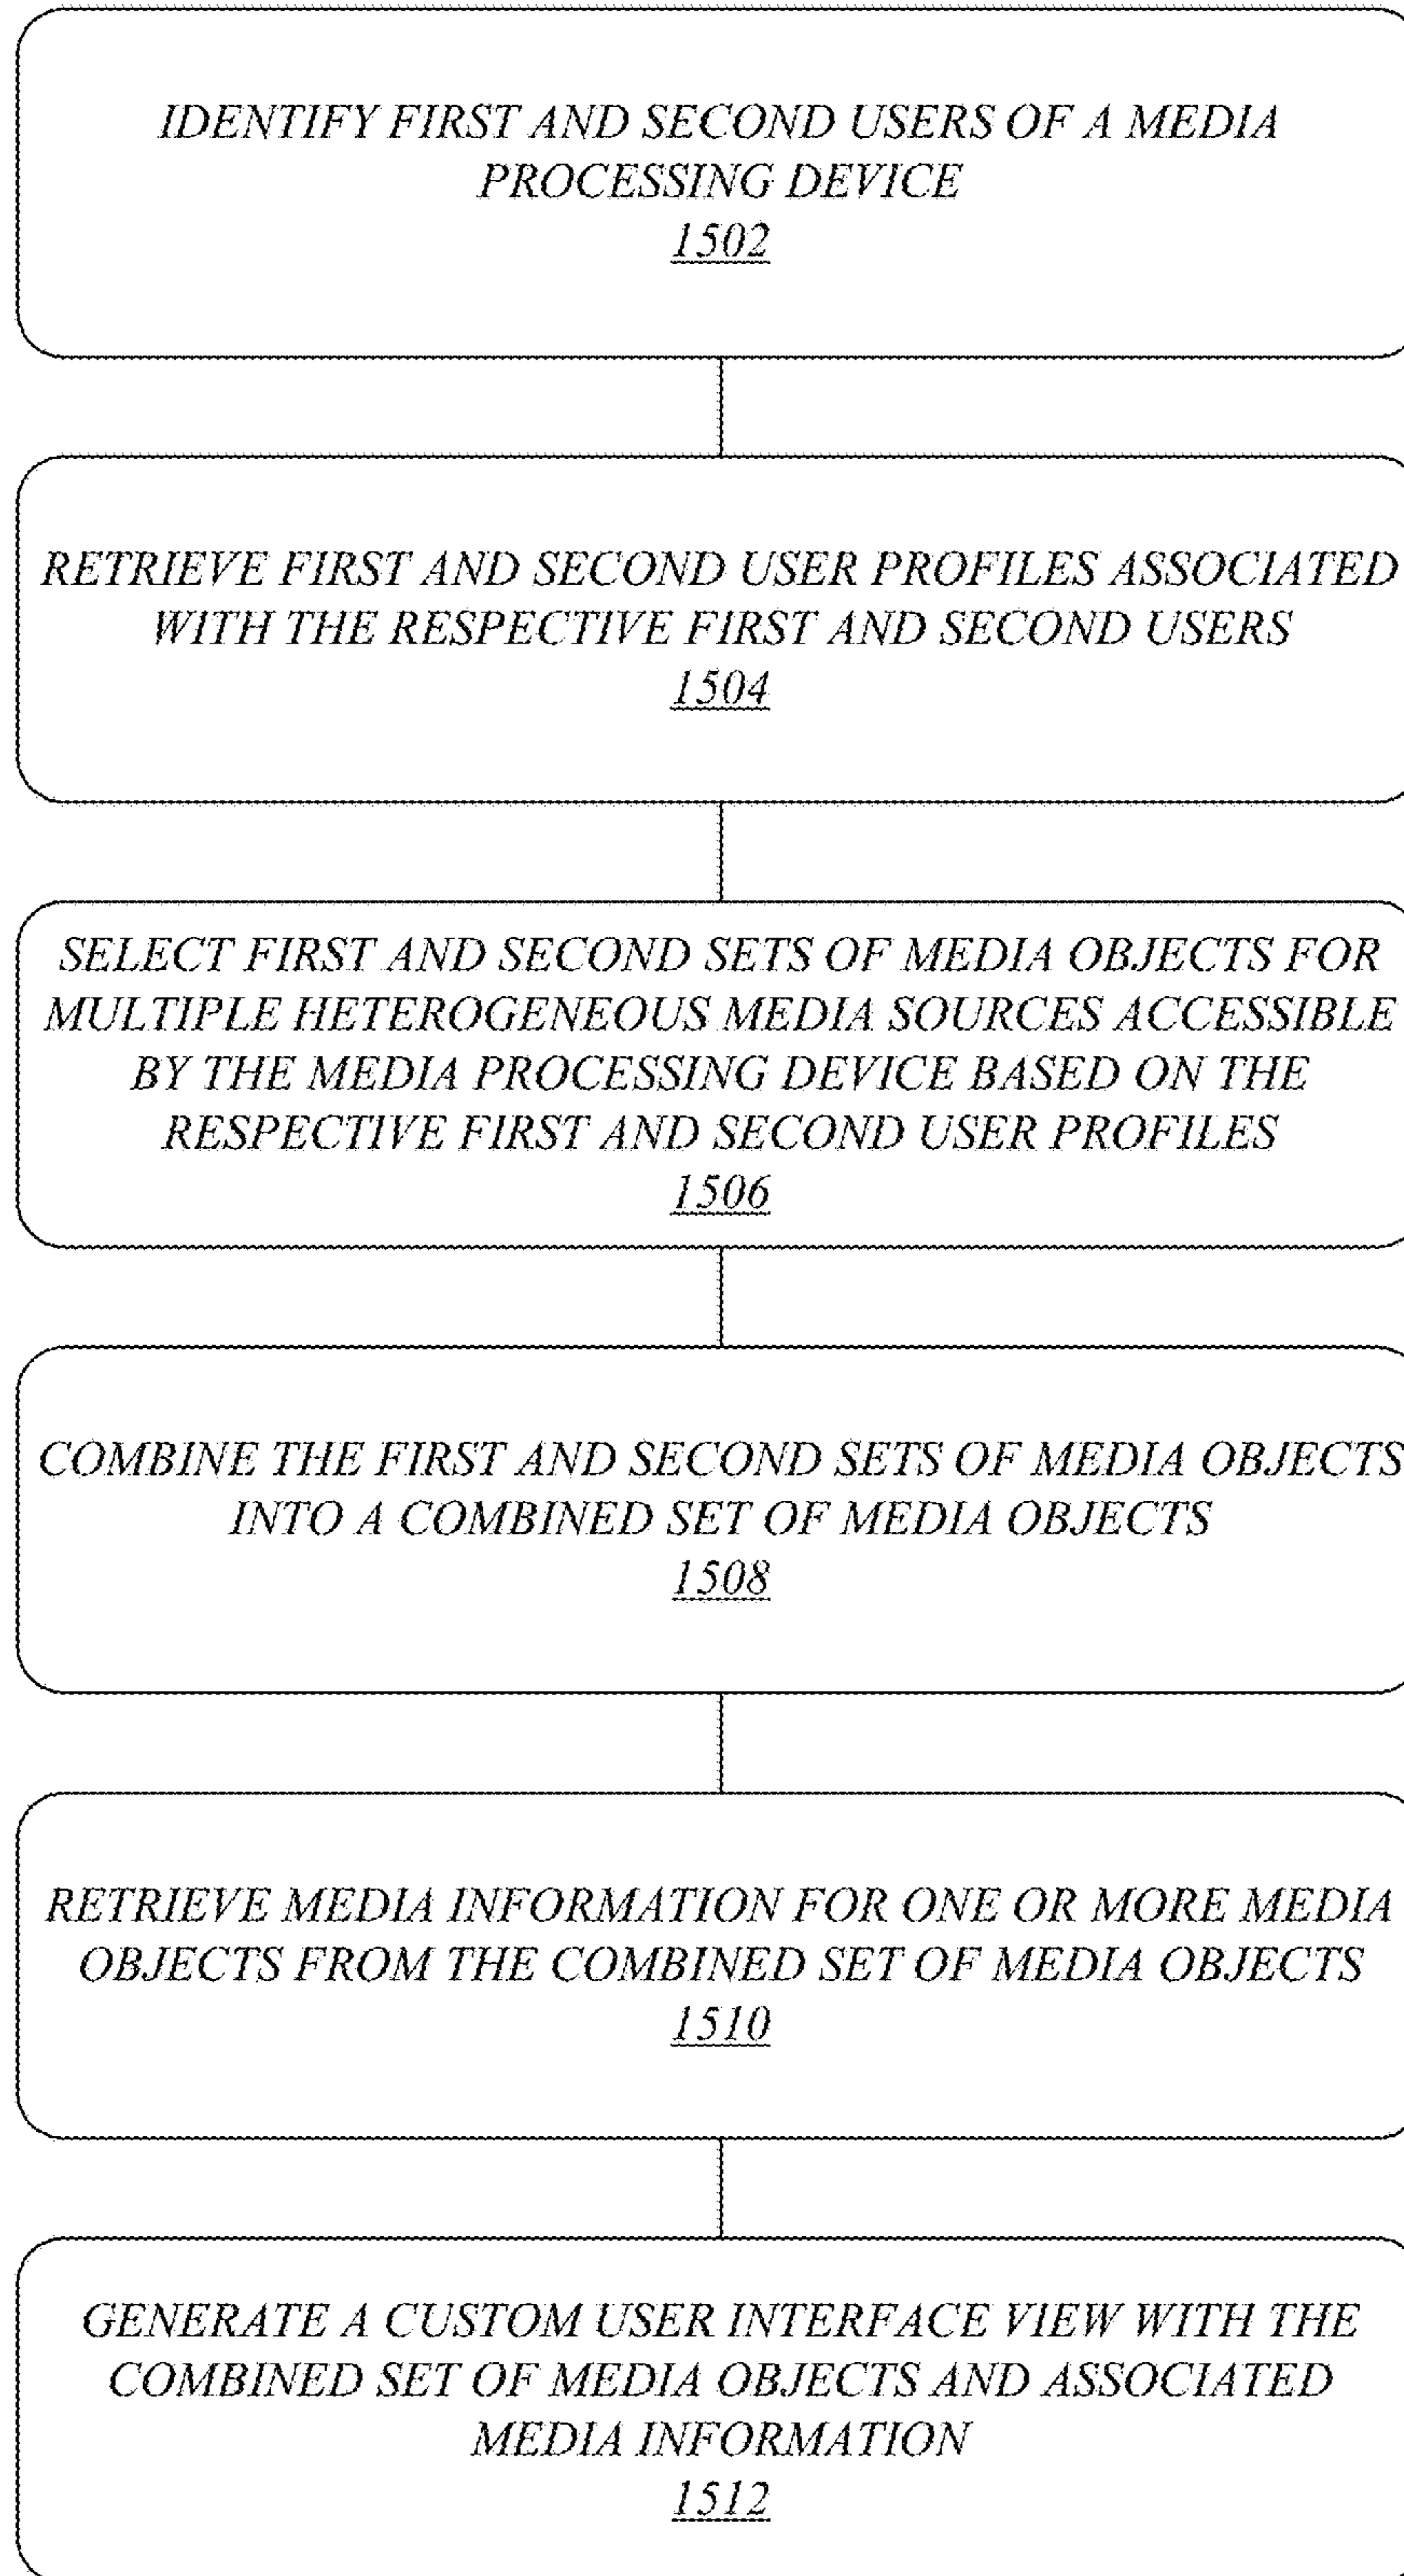 IDENTIFY FIRST AND SECOND USERS OF A MEDIA
PROCESSING DEVICE
1502
RETRIEVE FIRST AND SECOND USER PROFILES ASSOCIATED
WITH THE RESPECTIVE FIRST AND SECOND USERS
1504
SELECT FIRST AND SECOND SETS OF MEDIA OBJECTS FOR
MULTIPLE HETEROGENEOUS MEDIA SOURCES ACCESSIBLE
BY THE MEDIA PROCESSING DEVICE BASED ON THE
RESPECTIVE FIRST AND SECOND USER PROFILES
1506
COMBINE THE FIRST AND SECOND SETS OF MEDIA OBJECTS
INTO A COMBINED SET OF MEDIA OBJECTS
1508
RETRIEVE MEDIA INFORMATION FOR ONE OR MORE MEDIA
OBJECTS FROM THE COMBINED SET OF MEDIA OBJECTS
1510
GENERATE A CUSTOM USER INTERFACE VIEW WITH THE
COMBINED SET OF MEDIA OBJECTS AND ASSOCIATED
MEDIA INFORMATION
1512